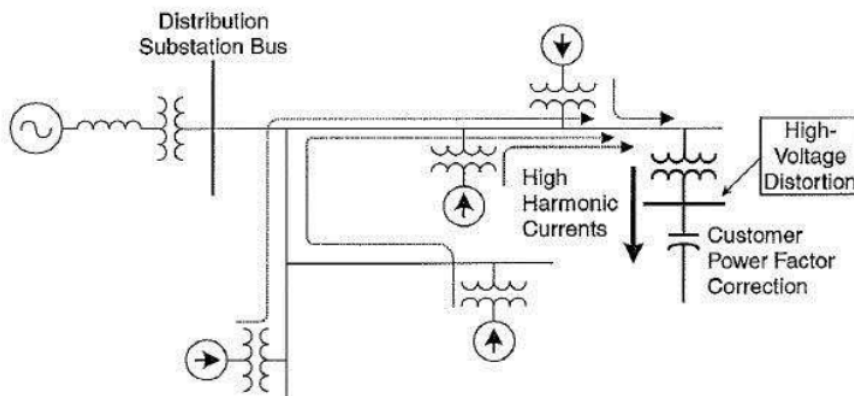 Distribution
Substation Bus
High-
Voltage
Distortion
High
Harmonic
Currents
Customer
Power Factor
Correction